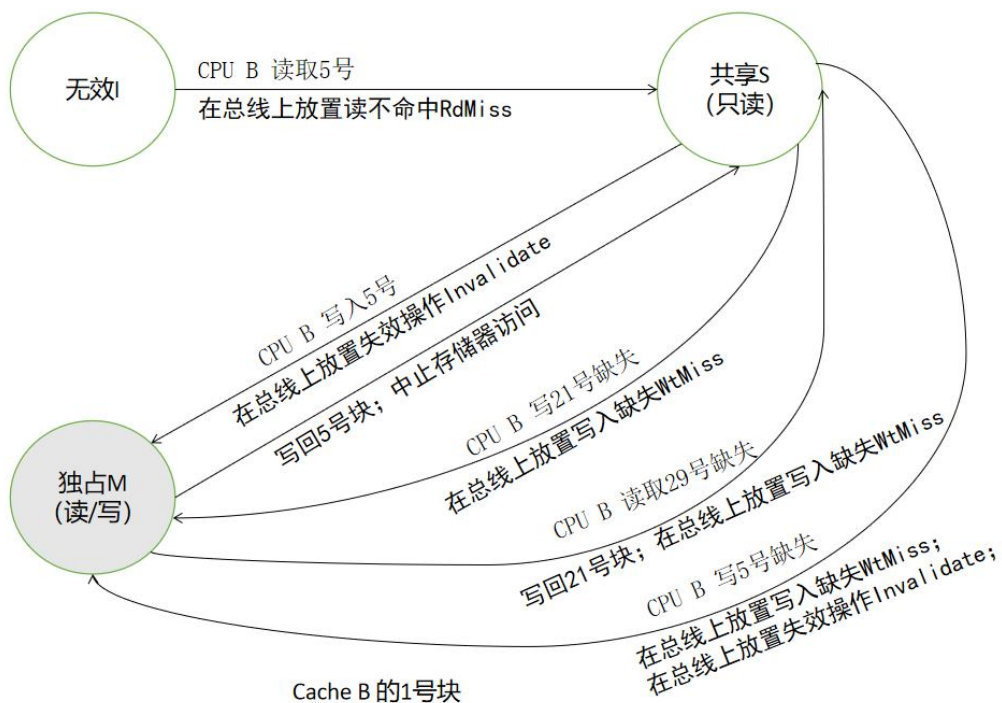 无效I
CPU B 读取5号
在总线上放置读不命中RdMiss
共享S
(只读)
CPU B 写入5号
在总线上放置失效操作Invalidate
写回5号块；中止存储器访问
CPU B 写21号缺失
在总线上放置写入缺失WtMiss
独占M
(读/写)
CPU B 读取29号缺失
写回21号块；在总线上放置写入缺失WtMiss
CPU B 写5号缺失
在总线上放置写入缺失WtMiss；
在总线上放置失效操作Invalidate；
Cache B 的1号块